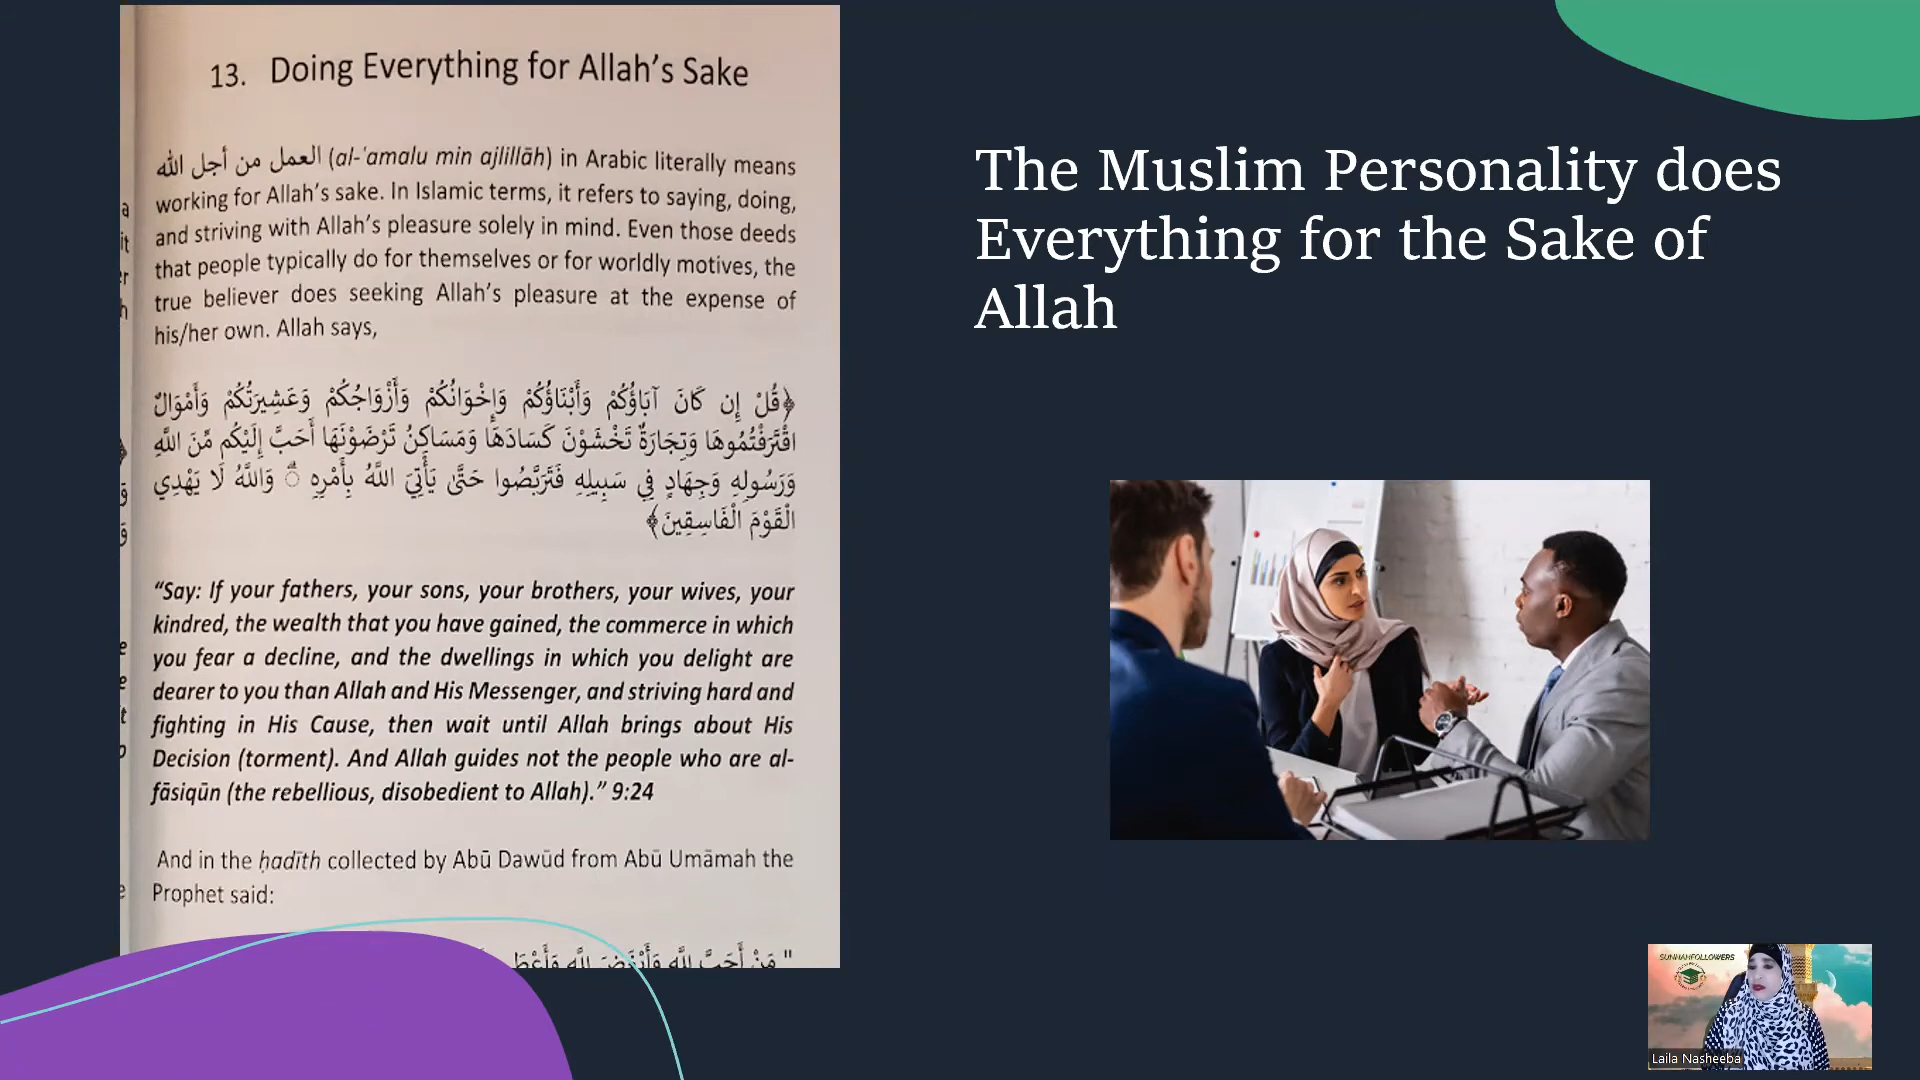 13. Doing Everything for Allah's Sake
العمل من أجل الله (al-'amalu min ajlillāh) in Arabic literally means
working for Allah's sake. In Islamic terms, it refers to saying, doing,
and striving with Allah's pleasure solely in mind. Even those deeds
that people typically do for themselves or for worldly motives, the
true believer does seeking Allah's pleasure at the expense of
his/her own. Allah says,
﴿قُلْ إِن كَانَ آبَاؤُكُمْ وَأَبْنَاؤُكُمْ وَإِخْوَانُكُمْ وَأَزْوَاجُكُمْ وَعَشِيرَتُكُمْ وَأَمْوَالٌ
اقْتَرَفْتُمُوهَا وَتِجَارَةٌ تَخْشَوْنَ كَسَادَهَا وَمَسَاكِنُ تَرْضَوْنَهَا أَحَبَّ إِلَيْكُم مِّنَ اللَّهِ
وَرَسُولِهِ وَجِهَادٍ فِي سَبِيلِهِ فَتَرَبَّصُوا حَتَّىٰ يَأْتِيَ اللَّهُ بِأَمْرِهِ ۗ وَاللَّهُ لَا يَهْدِي
الْقَوْمَ الْفَاسِقِينَ﴾
"Say: If your fathers, your sons, your brothers, your wives, your
kindred, the wealth that you have gained, the commerce in which
you fear a decline, and the dwellings in which you delight are
dearer to you than Allah and His Messenger, and striving hard and
fighting in His Cause, then wait until Allah brings about His
Decision (torment). And Allah guides not the people who are al-
fāsiqūn (the rebellious, disobedient to Allah)." 9:24
And in the ḥadīth collected by Abū Dawūd from Abū Umāmah the
Prophet said:
" مَنْ أَحَبَّ لِلَّهِ وَأَبْغَضَ لِلَّهِ وَأَعْطَى
The Muslim Personality does
Everything for the Sake of
Allah
SUNNAHFOLLOWERS
Laila Nasheeba